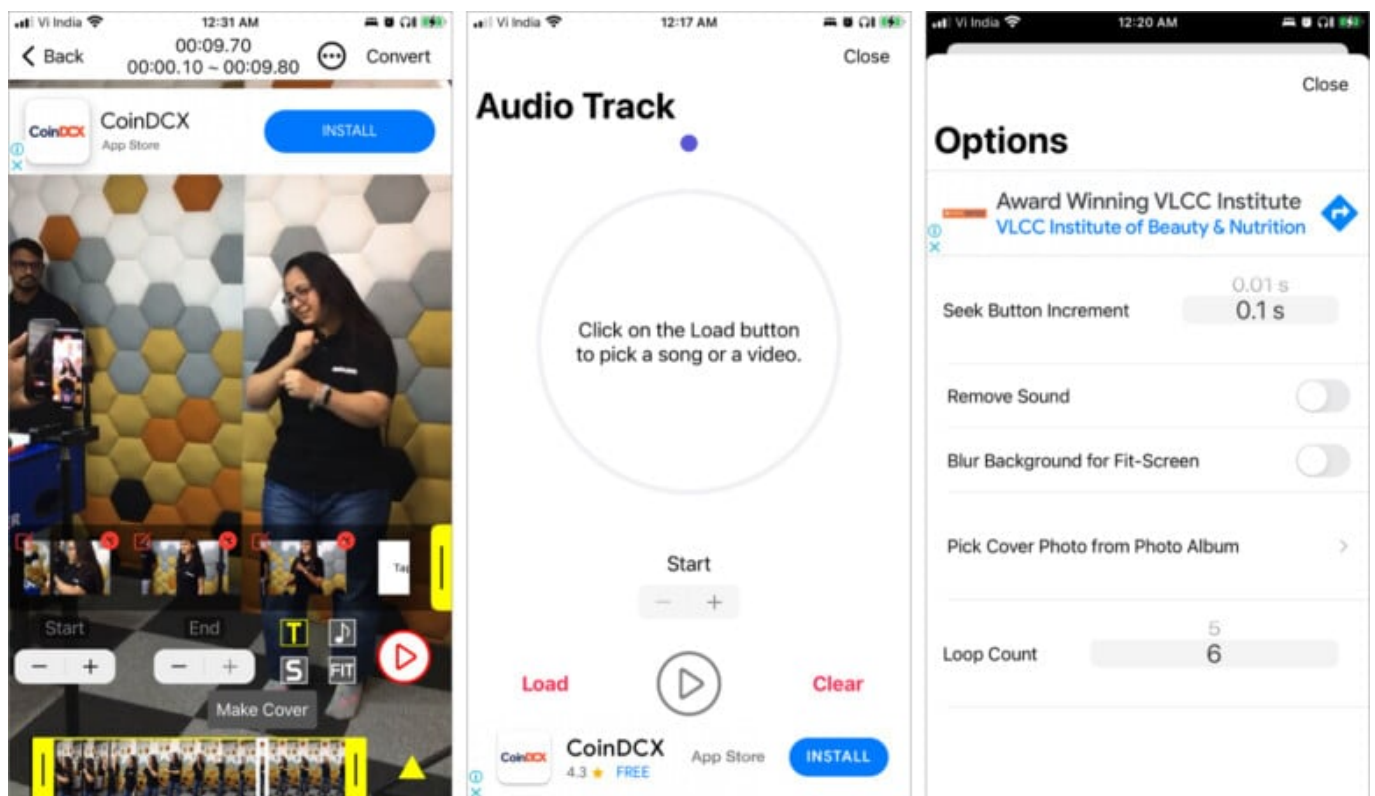 Vi India
12:31 AM
Back
00:09.70
00:00.10 ~ 00:09.80
Convert
CoinDCX
CoinDCX
App Store
INSTALL
Start
End
T
S
FIT
Make Cover
Vi India
12:17 AM
Close
Audio Track
Click on the Load button
to pick a song or a video.
Start
Load
Clear
CoinDCX
CoinDCX
4.3 ★ FREE
App Store
INSTALL
Vi India
12:20 AM
Close
Options
Award Winning VLCC Institute
VLCC Institute of Beauty & Nutrition
0.01 s
Seek Button Increment
0.1 s
Remove Sound
Blur Background for Fit-Screen
Pick Cover Photo from Photo Album
5
Loop Count
6